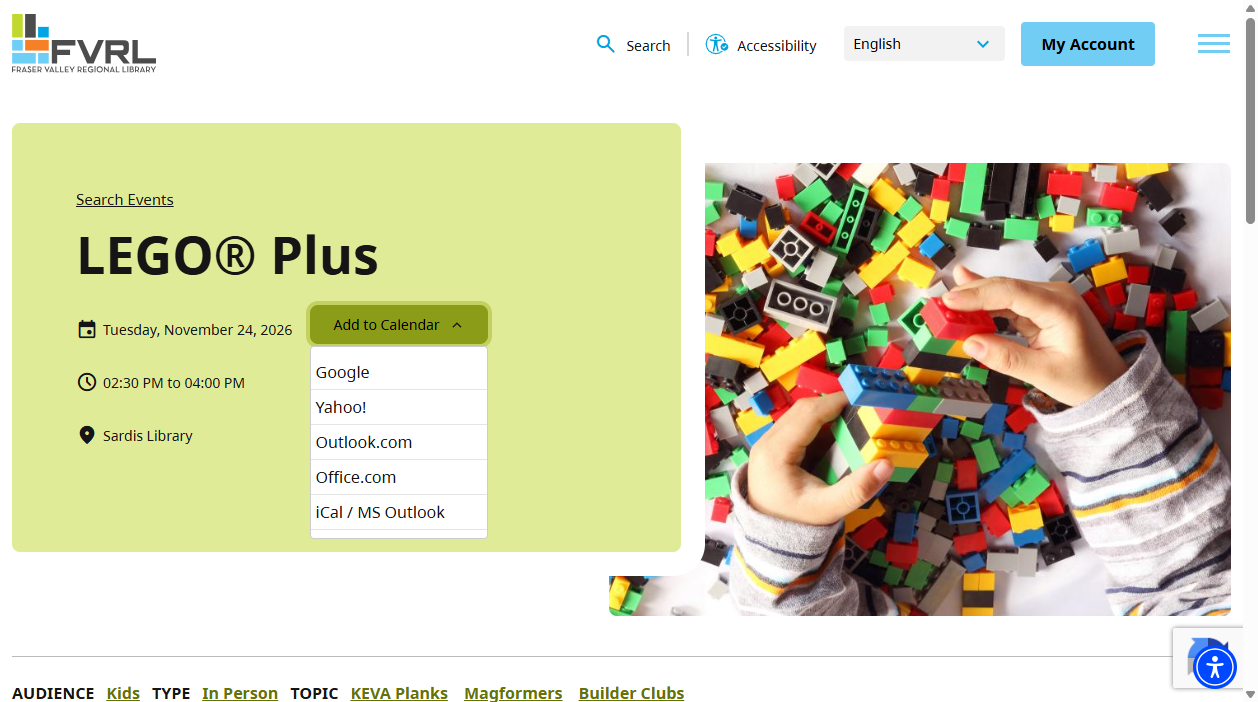 FVRL
FRASER VALLEY REGIONAL LIBRARY
Search
Accessibility
English
My Account
Search Events
LEGO® Plus
Tuesday, November 24, 2026
Add to Calendar
02:30 PM to 04:00 PM
Sardis Library
Google
Yahoo!
Outlook.com
Office.com
iCal / MS Outlook
AUDIENCE Kids TYPE In Person TOPIC KEVA Planks Magformers Builder Clubs